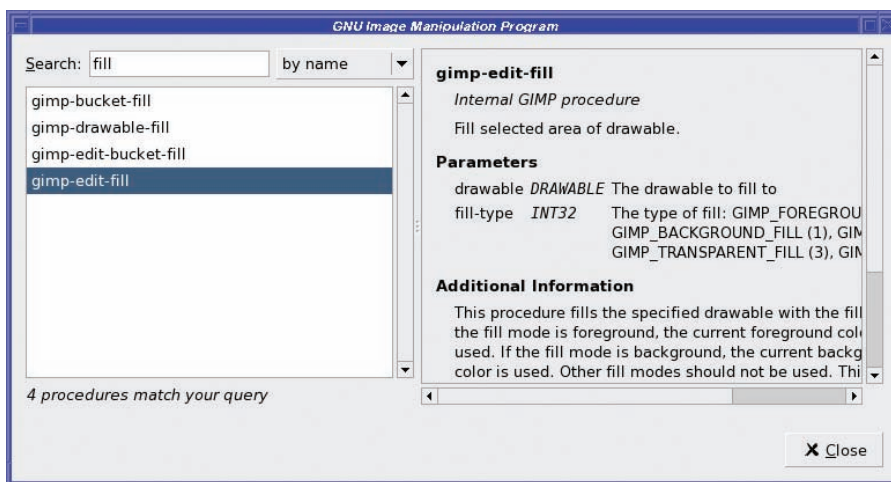 GNU Image Manipulation Program
Search: fill by name
gimp-bucket-fill
gimp-drawable-fill
gimp-edit-bucket-fill
gimp-edit-fill
4 procedures match your query
gimp-edit-fill
Internal GIMP procedure
Fill selected area of drawable.
Parameters
drawable DRAWABLE The drawable to fill to
fill-type INT32 The type of fill: GIMP_FOREGROU
GIMP_BACKGROUND_FILL (1), GIM
GIMP_TRANSPARENT_FILL (3), GIM
Additional Information
This procedure fills the specified drawable with the fill
the fill mode is foreground, the current foreground col
used. If the fill mode is background, the current backg
color is used. Other fill modes should not be used. Thi
Close